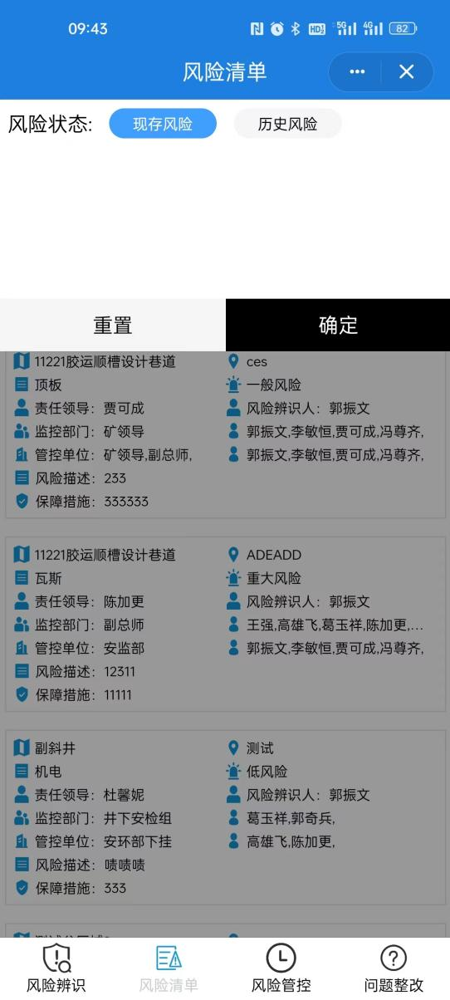 09:43 HD2 5G 4G 82
风险清单
风险状态: 现存风险 历史风险
重置 确定
11221胶运顺槽设计巷道 ces
顶板 一般风险
责任领导：贾可成 风险辨识人：郭振文
监控部门：矿领导 郭振文,李敏恒,贾可成,冯尊齐,
管控单位：矿领导,副总师, 郭振文,李敏恒,贾可成,冯尊齐,
风险描述：233
保障措施：333333
11221胶运顺槽设计巷道 ADEADD
瓦斯 重大风险
责任领导：陈加更 风险辨识人：郭振文
监控部门：副总师 王强,高雄飞,葛玉祥,陈加更,...
管控单位：安监部 郭振文,李敏恒,贾可成,冯尊齐,
风险描述：12311
保障措施：11111
副斜井 测试
机电 低风险
责任领导：杜馨妮 风险辨识人：郭振文
监控部门：井下安检组 葛玉祥,郭奇兵,
管控单位：安环部下挂 高雄飞,陈加更,
风险描述：啧啧啧
保障措施：333
风险辨识 风险清单 风险管控 问题整改